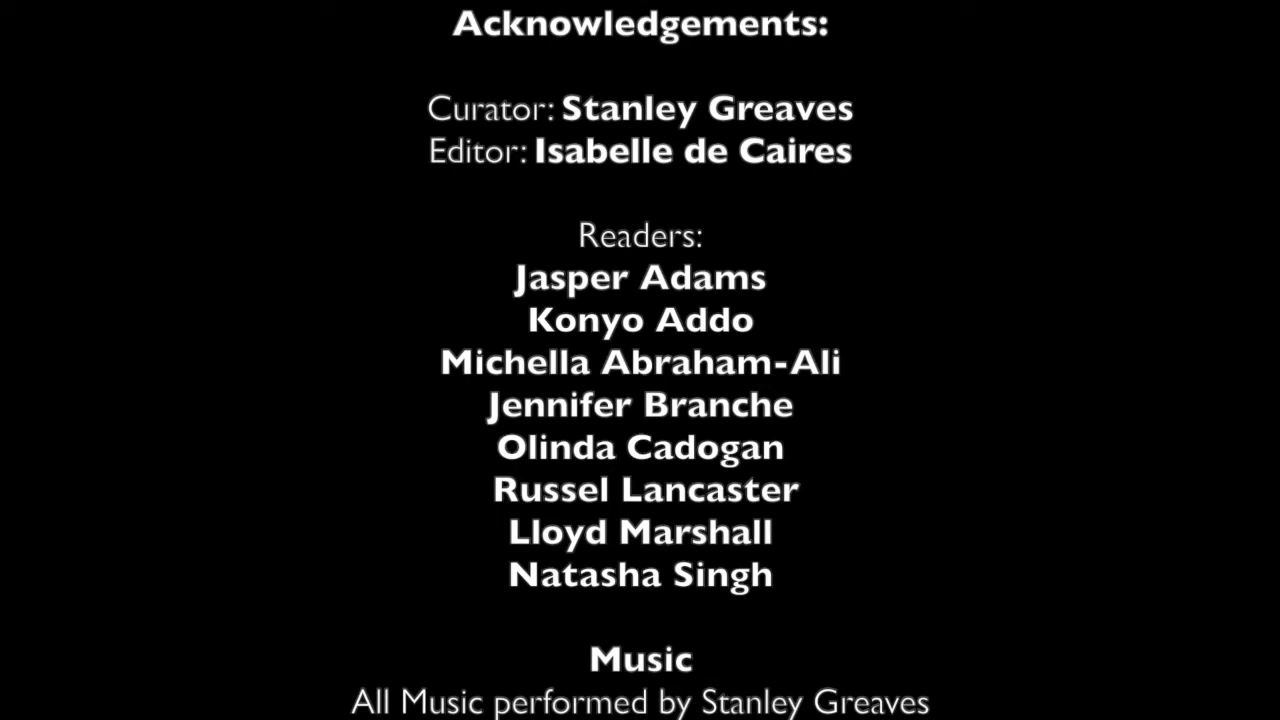 Acknowledgements:
Curator: Stanley Greaves
Editor: Isabelle de Caires
Readers:
Jasper Adams
Konyo Addo
Michella Abraham-Ali
Jennifer Branche
Olinda Cadogan
Russel Lancaster
Lloyd Marshall
Natasha Singh
Music
All Music performed by Stanley Greaves